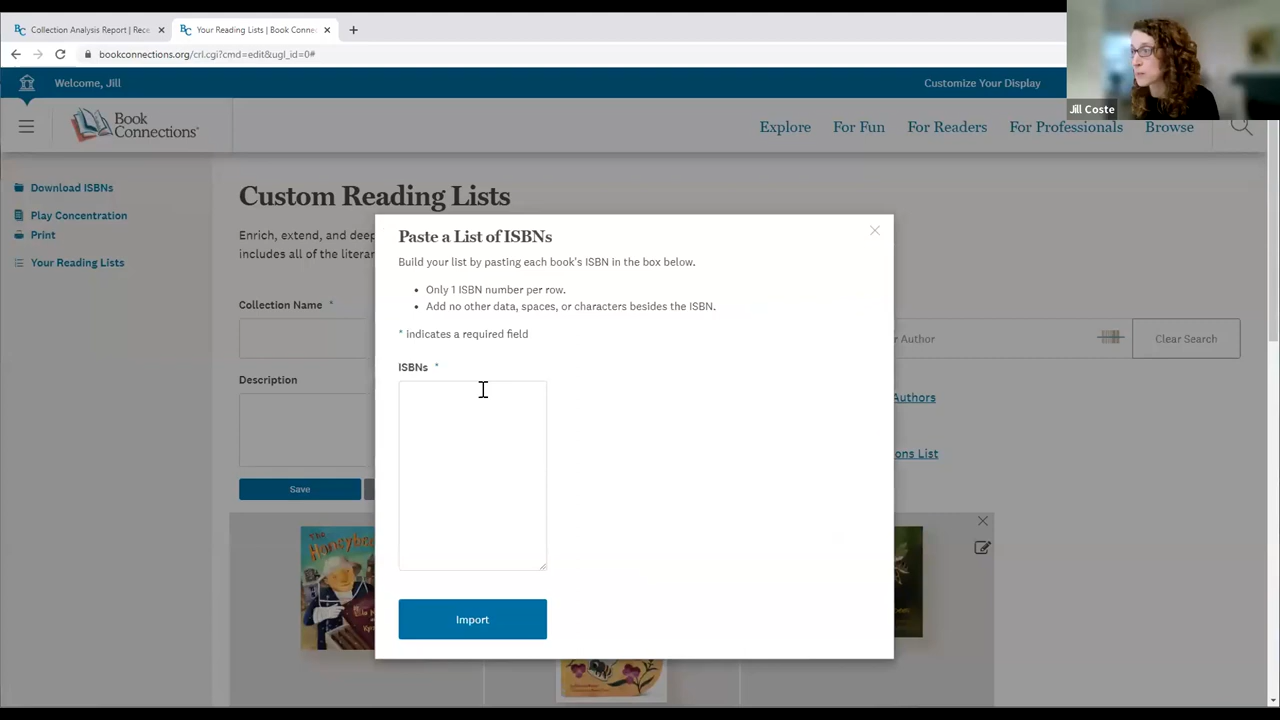 Collection Analysis Report | Rece
Your Reading Lists | Book Conne
bookconnections.org/crl.cgi?cmd=edit&ugl_id=0#
Welcome, Jill
Customize Your Display
Jill Coste
Book
Connections
Explore
For Fun
For Readers
For Professionals
Browse
Download ISBNs
Play Concentration
Print
Your Reading Lists
Custom Reading Lists
Enrich, extend, and deep
includes all of the litera
Collection Name *
Author
Clear Search
Description
Authors
ons List
Save
Paste a List of ISBNs
Build your list by pasting each book's ISBN in the box below.
• Only 1 ISBN number per row.
• Add no other data, spaces, or characters besides the ISBN.
* indicates a required field
ISBNs *
Import
The
Honeybee